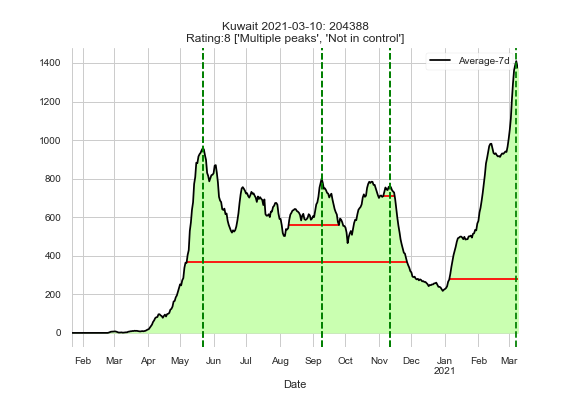 Kuwait 2021-03-10: 204388
Rating:8 ['Multiple peaks', 'Not in control']
Average-7d
1400
1200
1000
800
600
400
200
0
Feb Mar Apr May Jun Jul Aug Sep Oct Nov Dec Jan Feb Mar
2021
Date